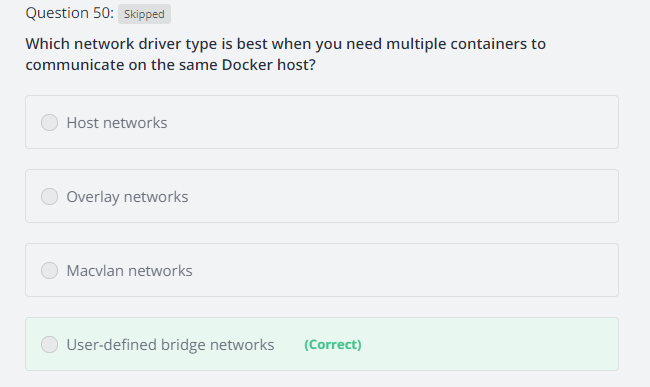 Question 50: Skipped
Which network driver type is best when you need multiple containers to
communicate on the same Docker host?
Host networks
Overlay networks
Macvlan networks
User-defined bridge networks (Correct)